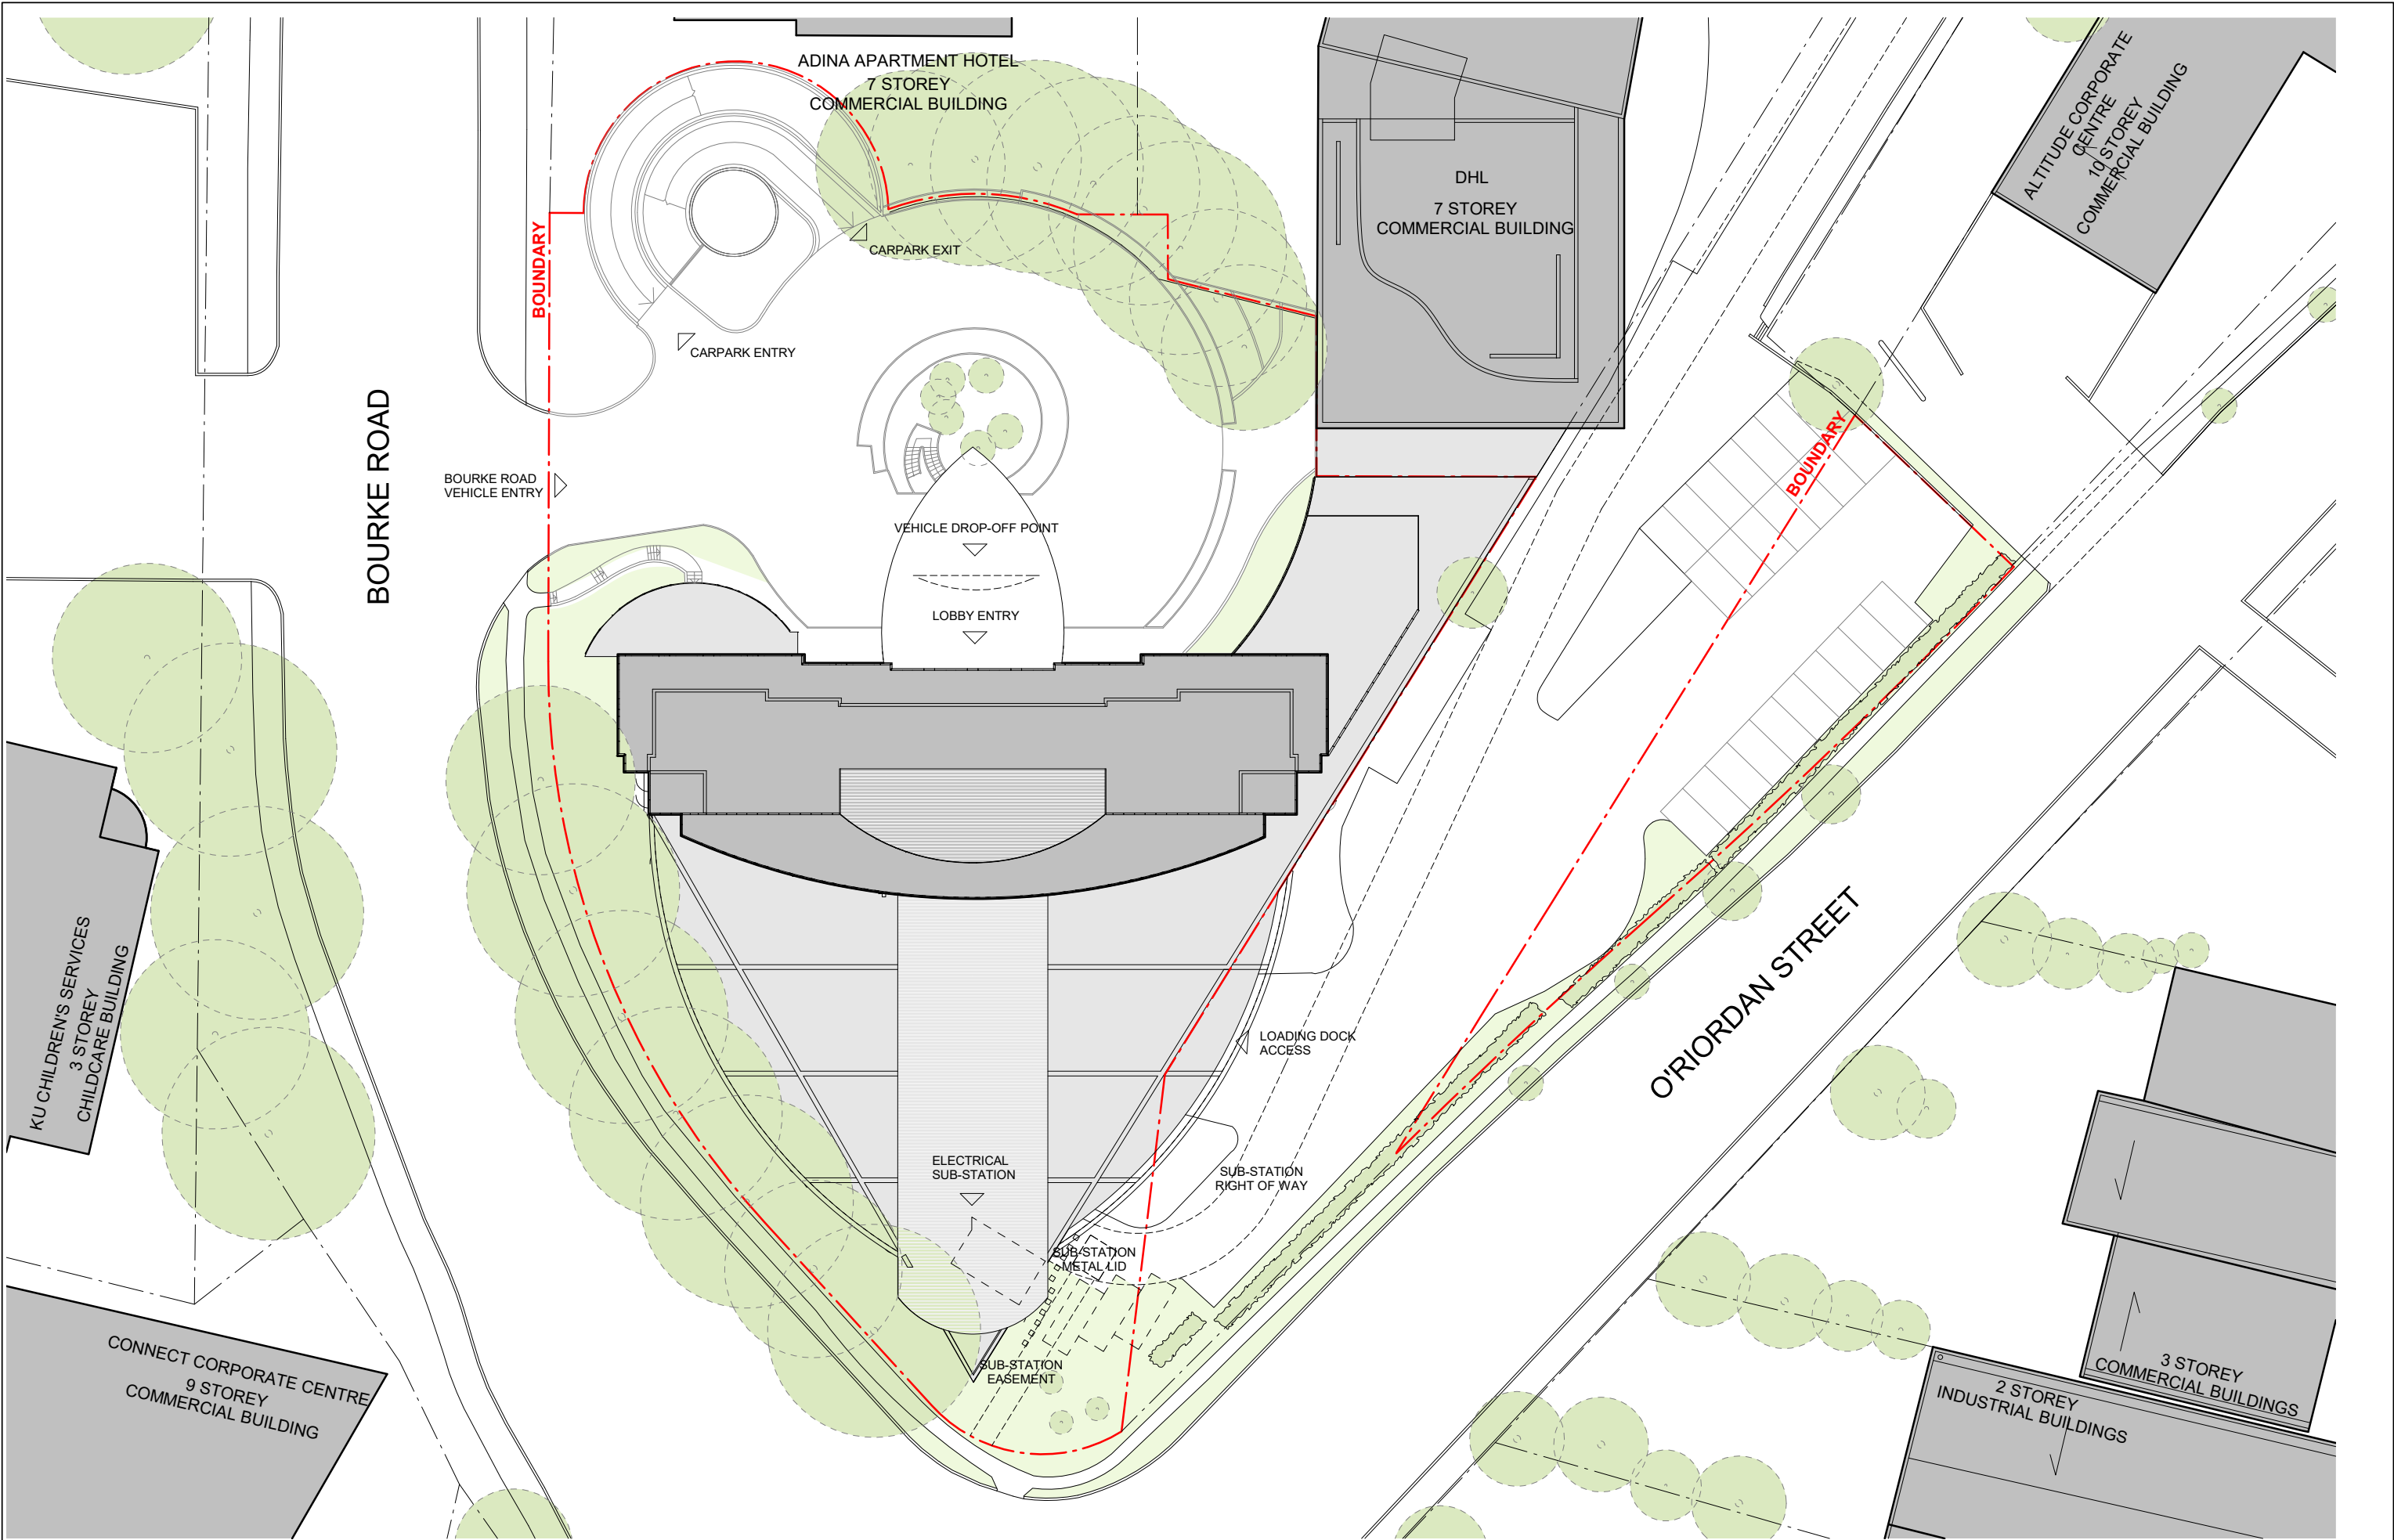 ADINA APARTMENT HOTEL
7 STOREY
COMMERCIAL BUILDING
ALTITUDE CORPORATE
CENTRE
10 STOREY
COMMERCIAL BUILDING
DHL
7 STOREY
COMMERCIAL BUILDING
BOUNDARY
CARPARK EXIT
CARPARK ENTRY
BOURKE ROAD
BOURKE ROAD
VEHICLE ENTRY
BOUNDARY
VEHICLE DROP-OFF POINT
LOBBY ENTRY
KU CHILDREN'S SERVICES
3 STOREY
CHILDCARE BUILDING
O'RIORDAN STREET
LOADING DOCK
ACCESS
ELECTRICAL
SUB-STATION
SUB-STATION
RIGHT OF WAY
SUB-STATION
METAL LID
SUB-STATION
EASEMENT
CONNECT CORPORATE CENTRE
9 STOREY
COMMERCIAL BUILDING
3 STOREY
COMMERCIAL BUILDINGS
2 STOREY
INDUSTRIAL BUILDINGS